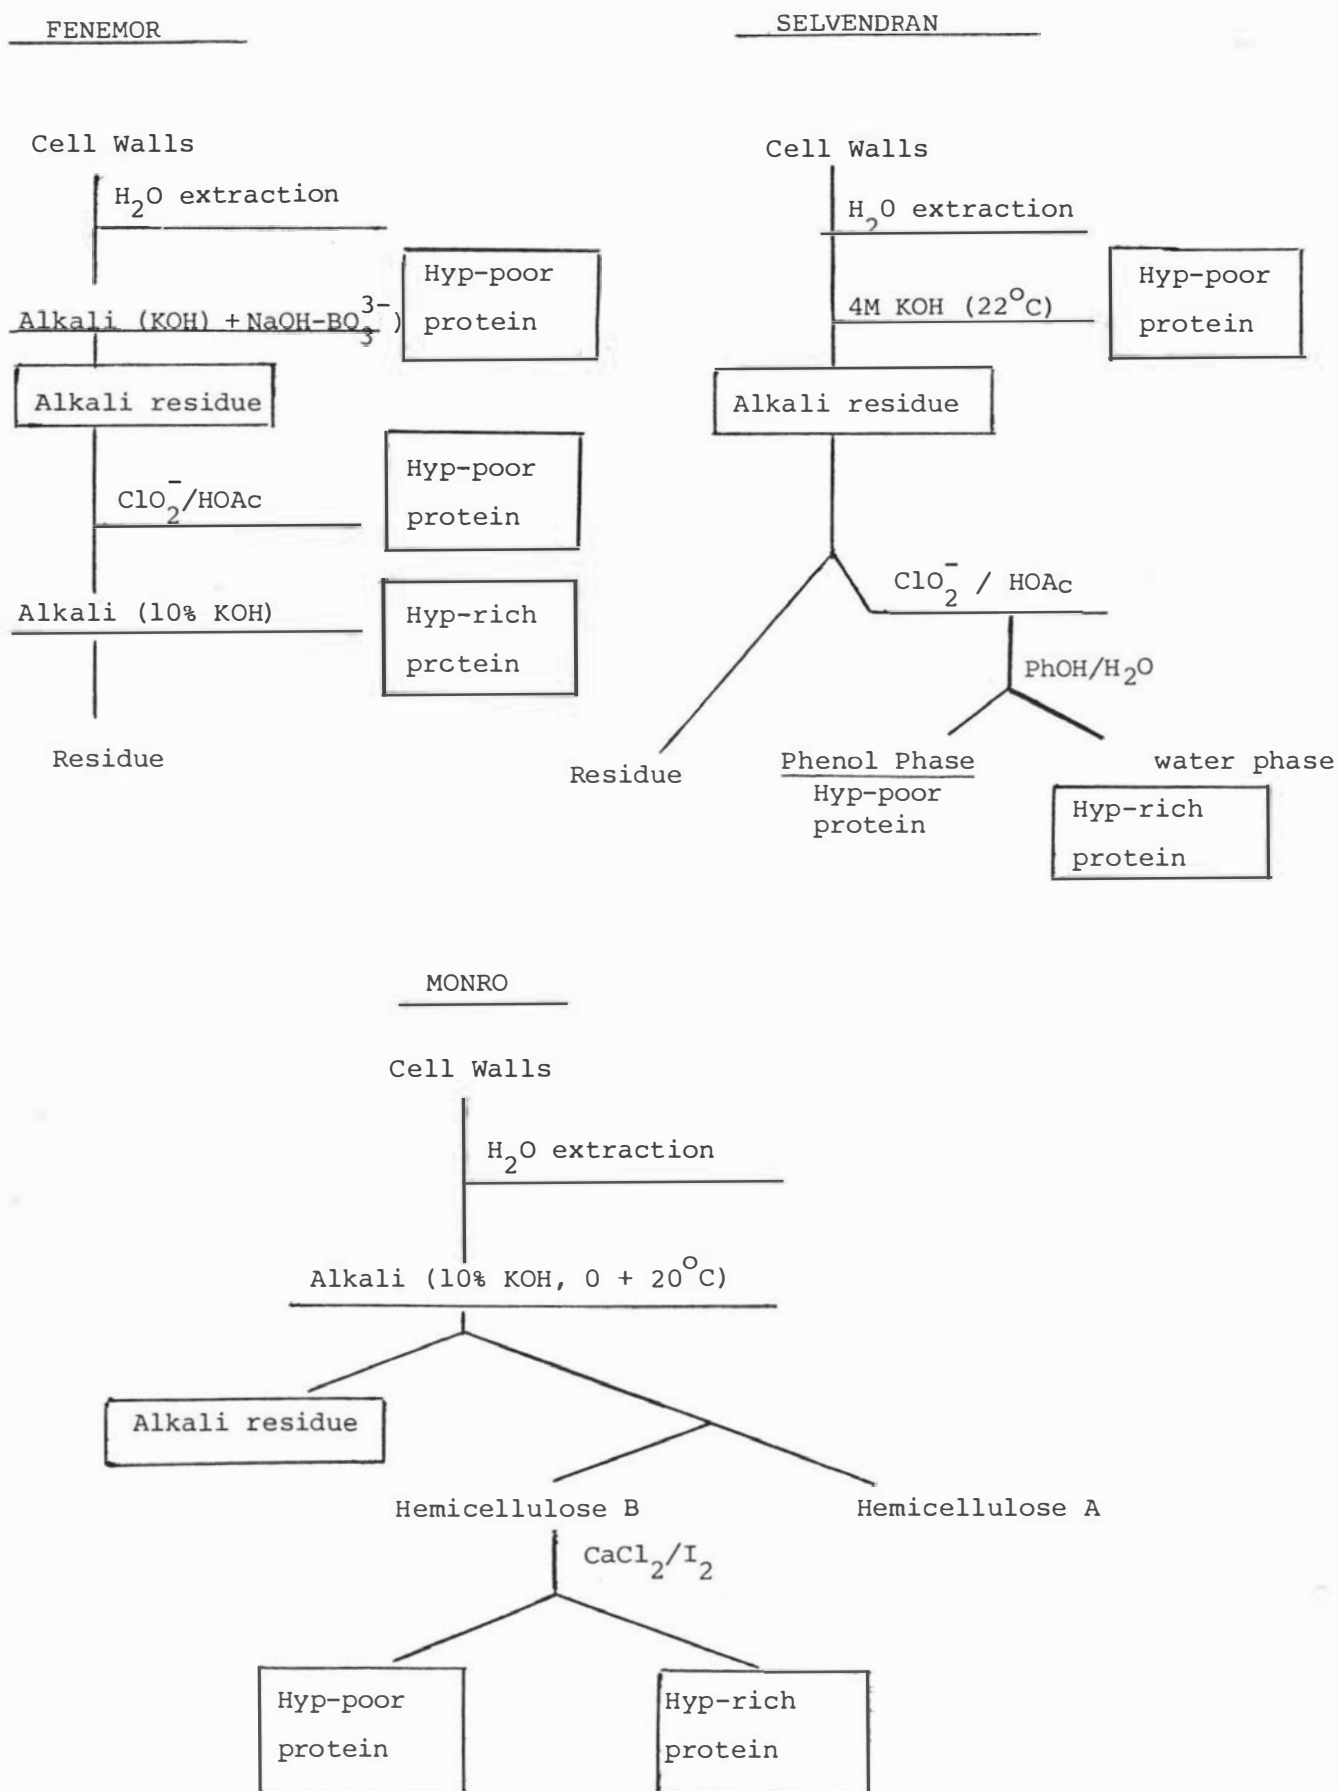 FENEMOR
Cell Walls
H₂O extraction
Hyp-poor
protein
Alkali (KOH) + NaOH-BO₃³⁻)
Alkali residue
Hyp-poor
protein
ClO₂⁻/HOAc
Alkali (10% KOH)
Hyp-rich
prctein
Residue
SELVENDRAN
Cell Walls
H₂O extraction
Hyp-poor
protein
4M KOH (22°C)
Alkali residue
ClO₂⁻ / HOAc
PhOH/H₂O
Residue
Phenol Phase
Hyp-poor
protein
water phase
Hyp-rich
protein
MONRO
Cell Walls
H₂O extraction
Alkali (10% KOH, 0 + 20°C)
Alkali residue
Hemicellulose B
Hemicellulose A
CaCl₂/I₂
Hyp-poor
protein
Hyp-rich
protein